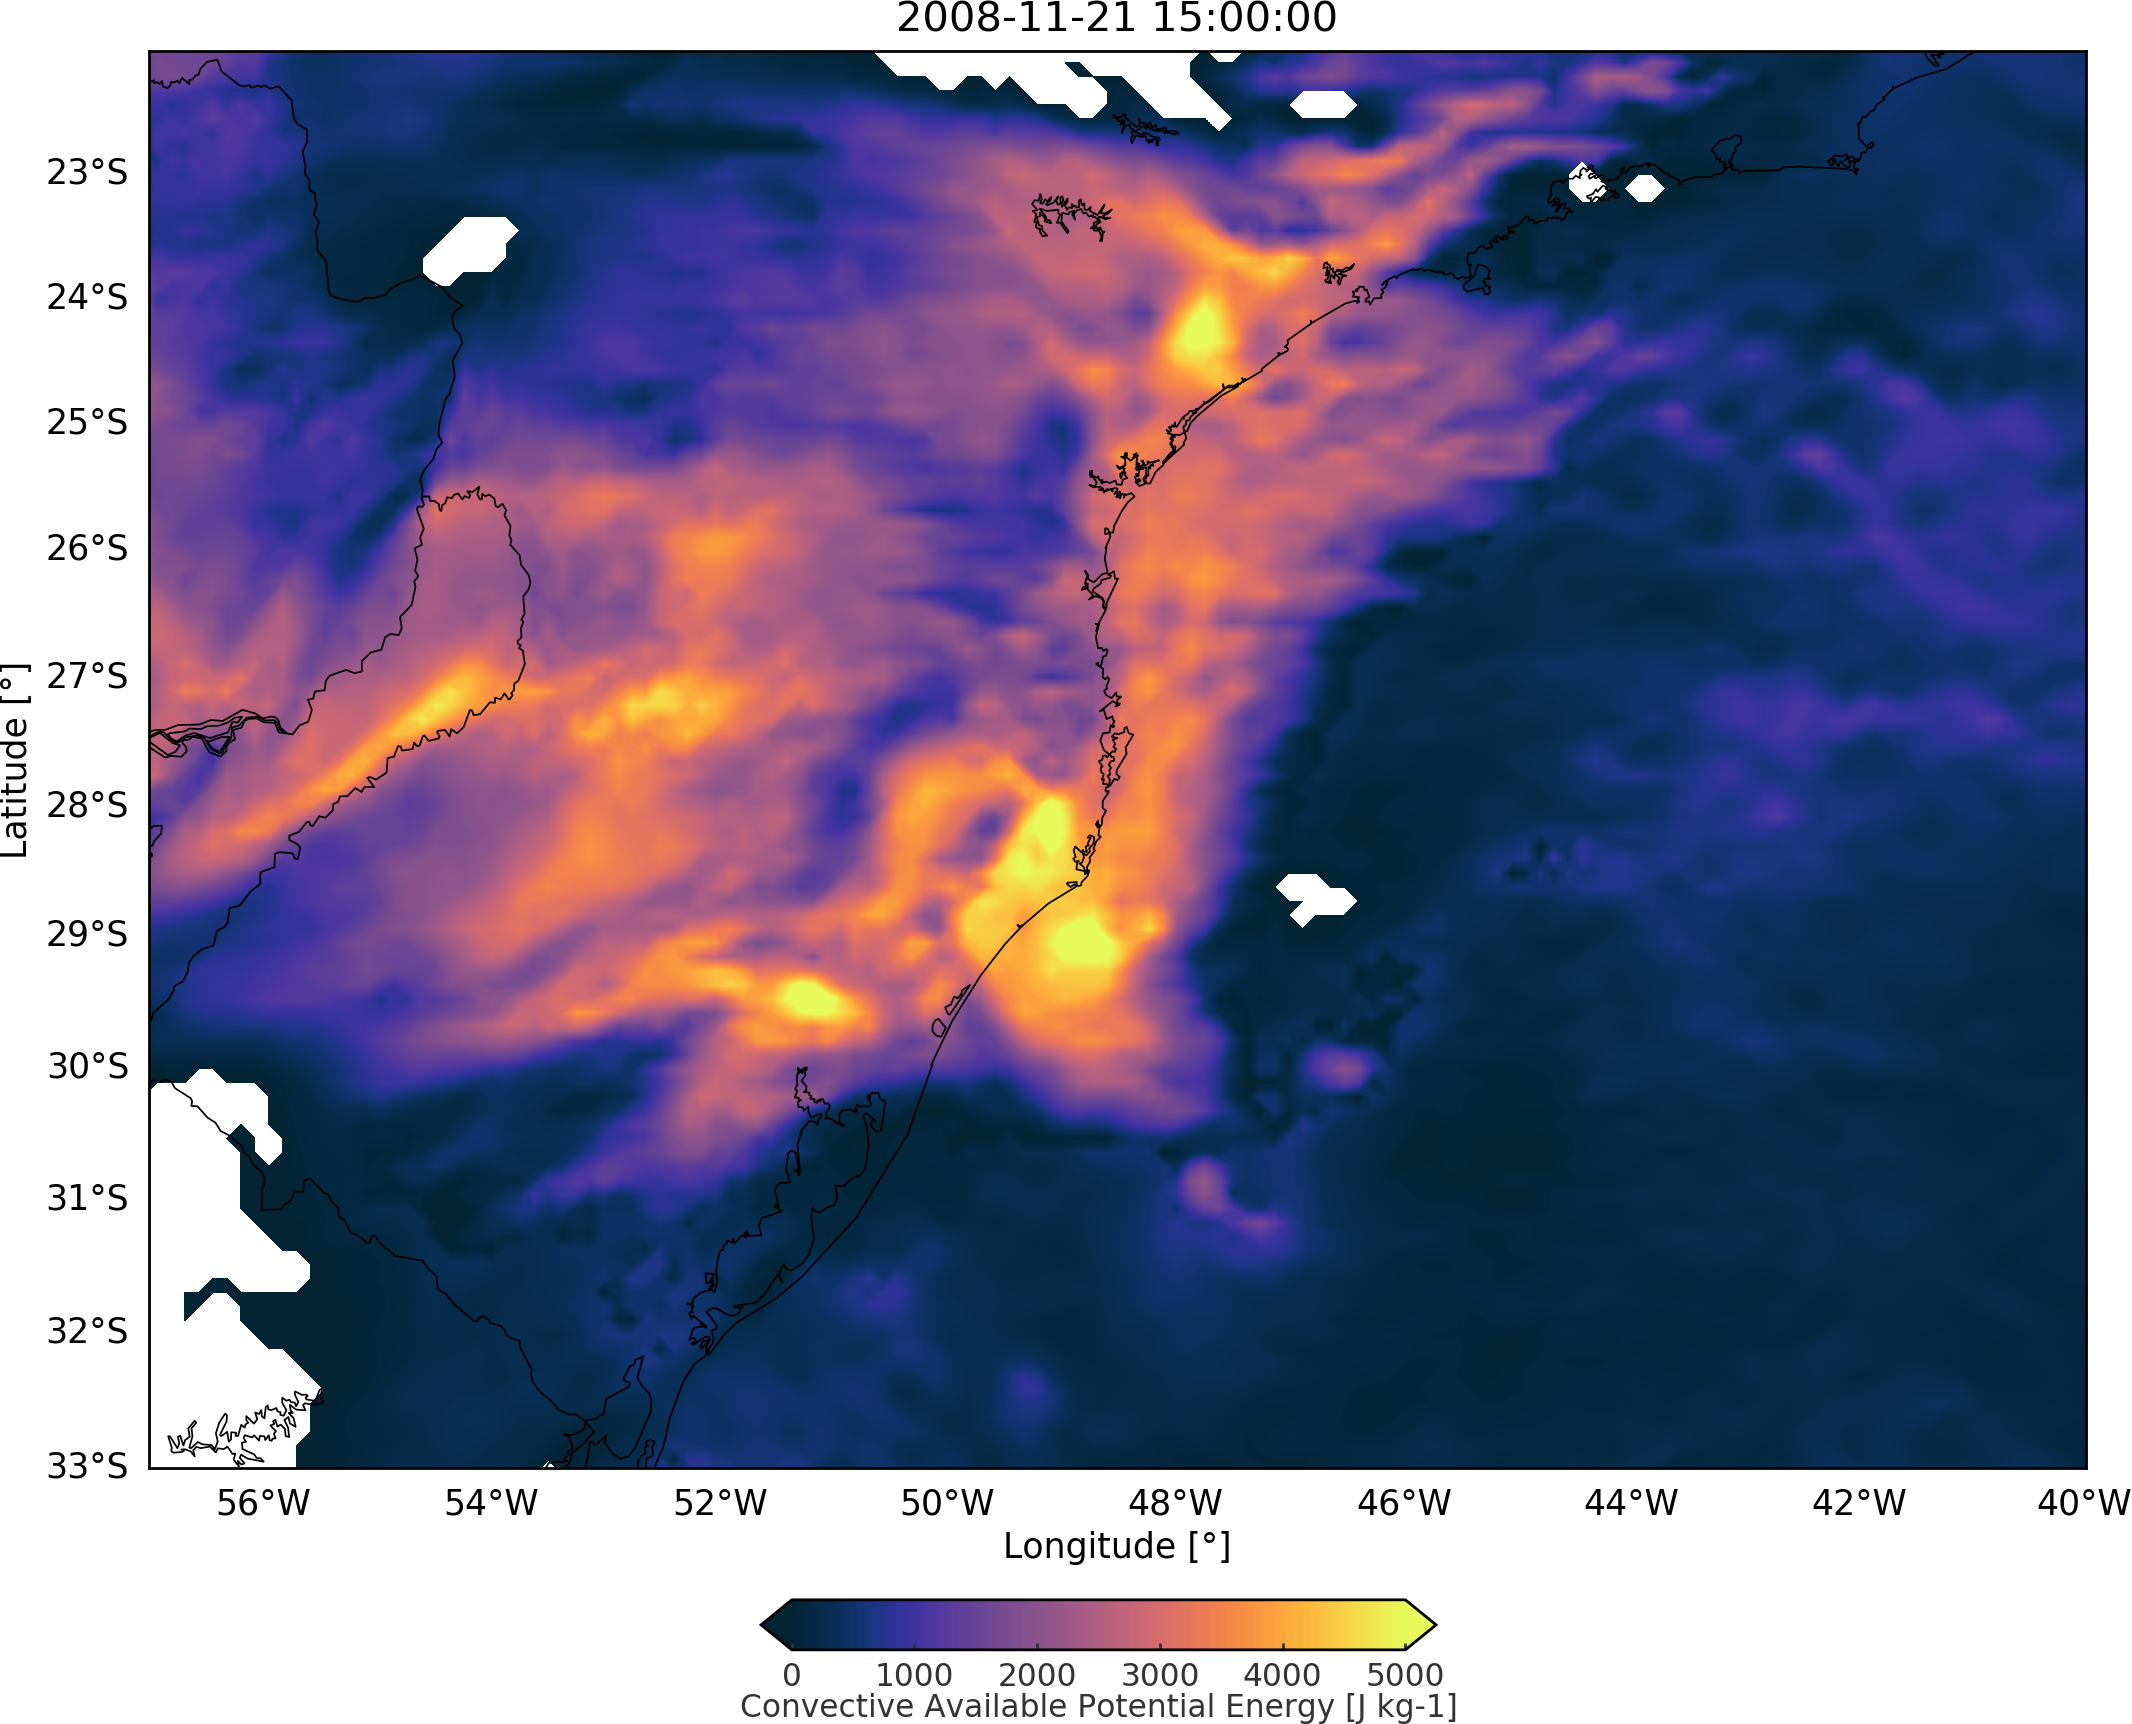 2008-11-21 15:00:00
23°S
24°S
25°S
26°S
27°S
28°S
29°S
30°S
31°S
32°S
33°S
Latitude [°]
56°W 54°W 52°W 50°W 48°W 46°W 44°W 42°W 40°W
Longitude [°]
0 1000 2000 3000 4000 5000
Convective Available Potential Energy [J kg-1]